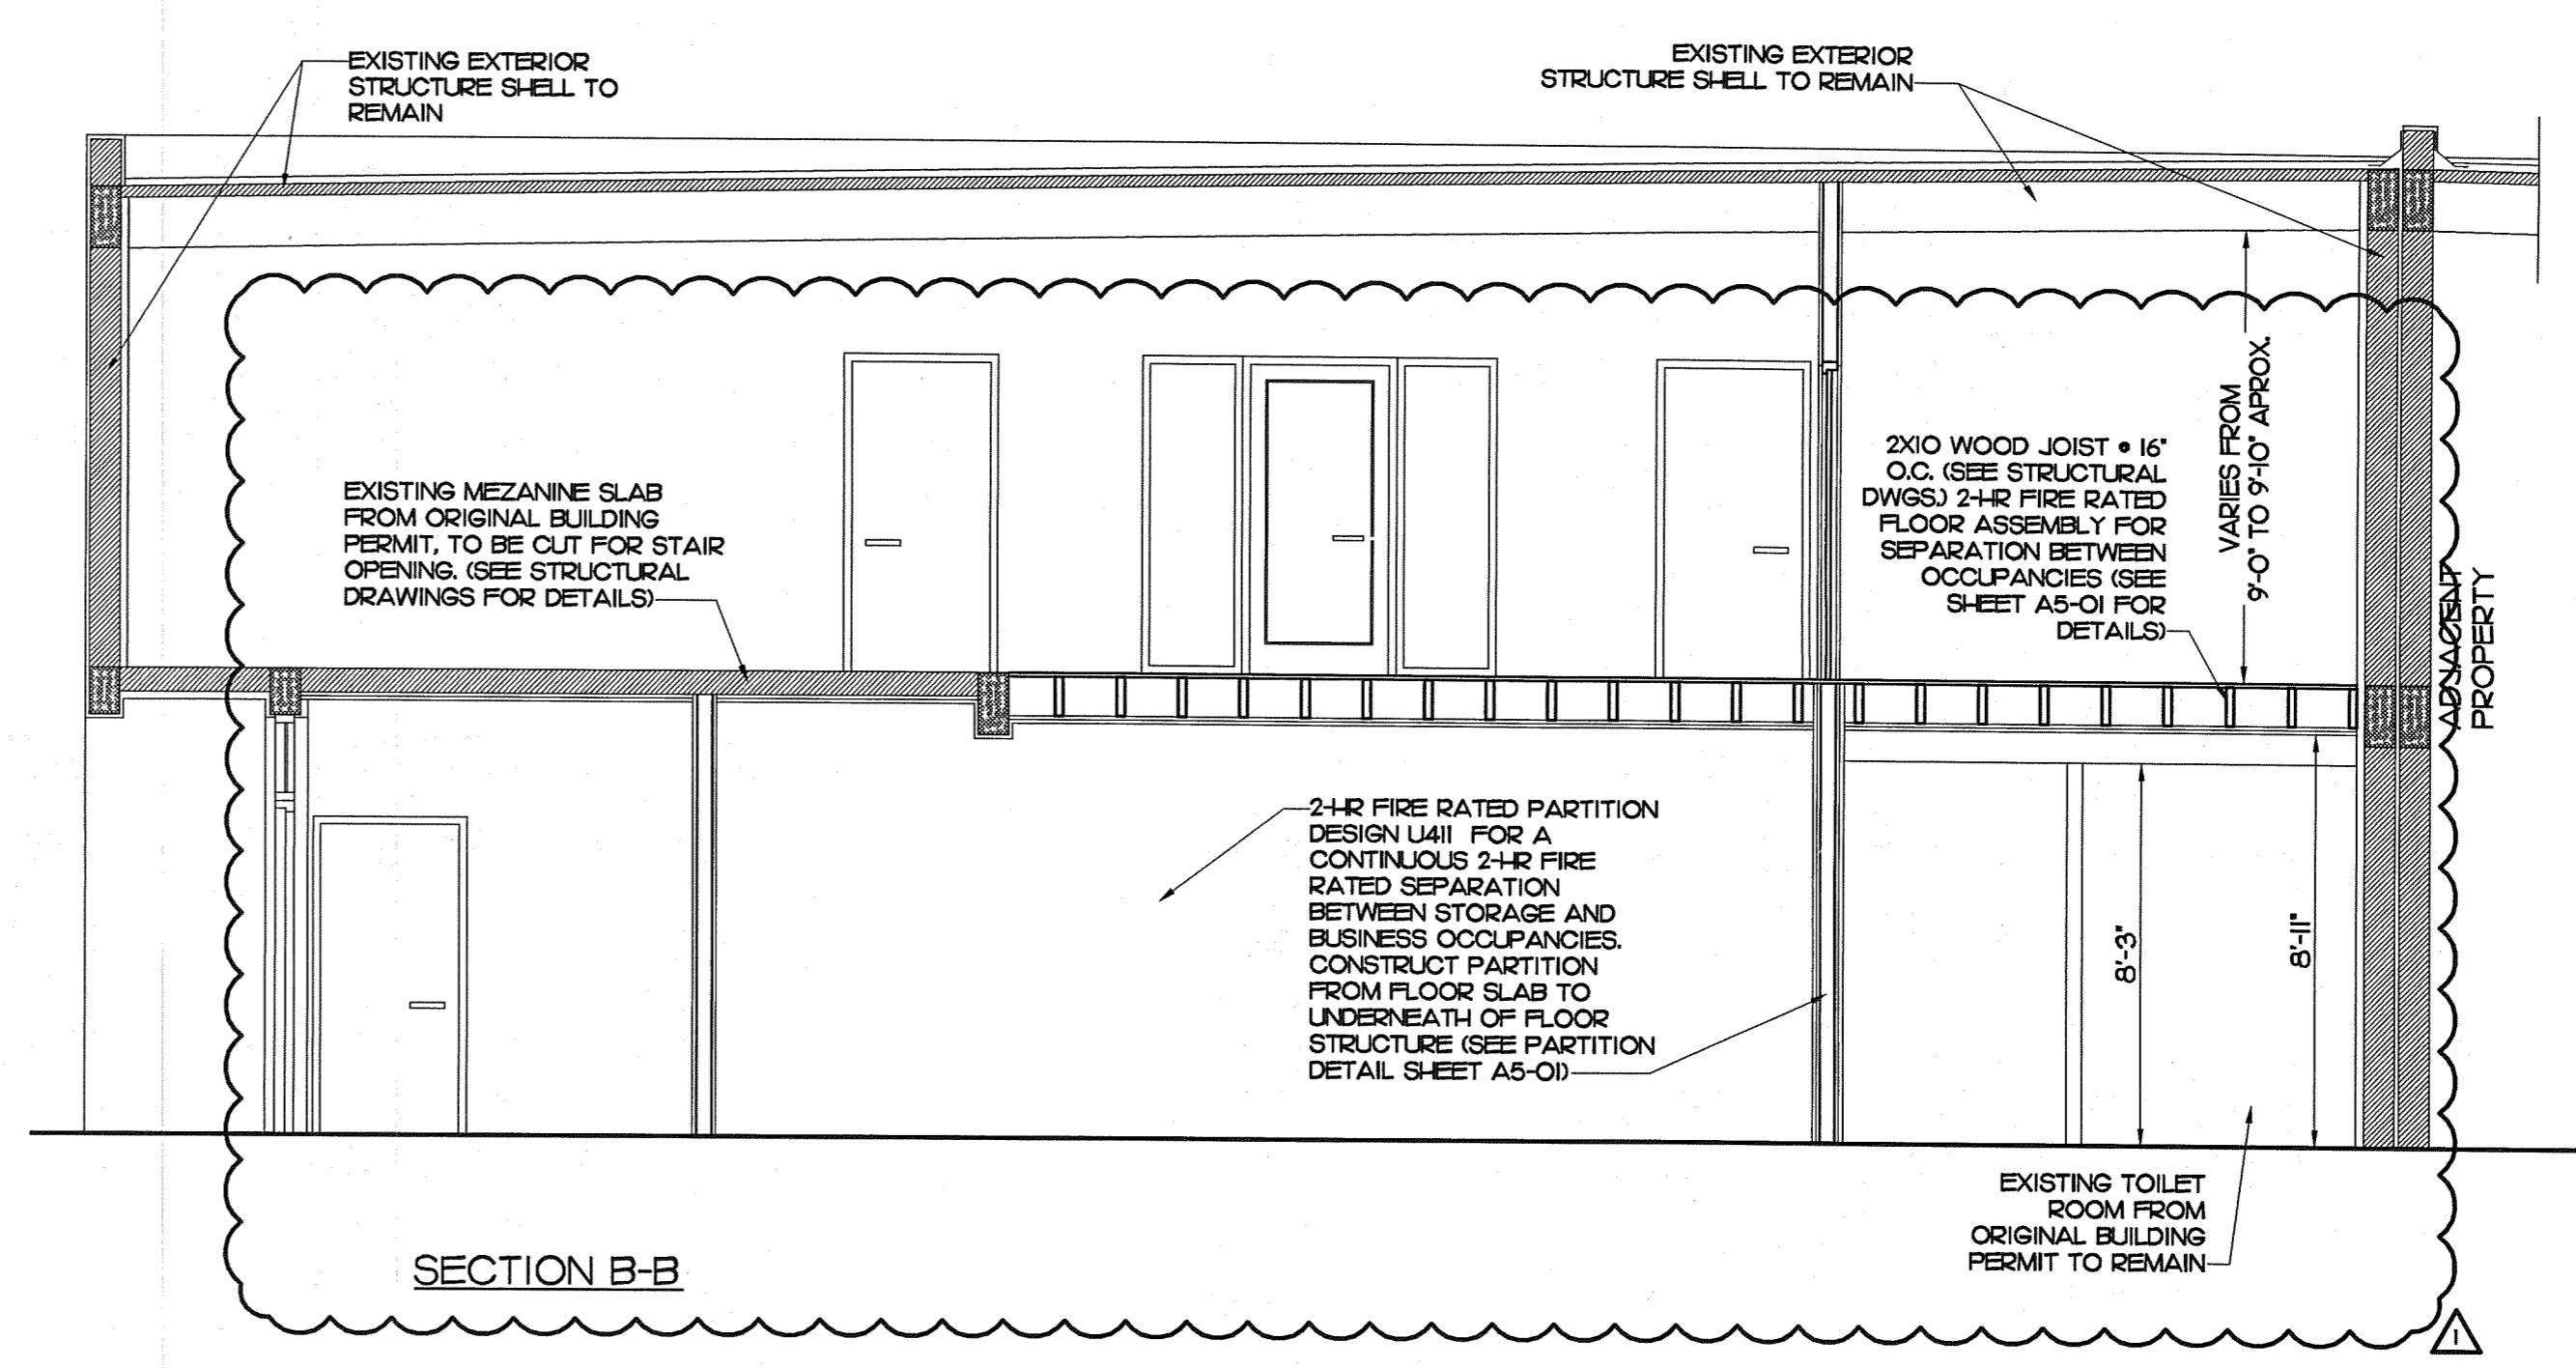 EXISTING EXTERIOR
STRUCTURE SHELL TO
REMAIN
EXISTING EXTERIOR
STRUCTURE SHELL TO REMAIN
EXISTING MEZANINE SLAB
FROM ORIGINAL BUILDING
PERMIT, TO BE CUT FOR STAIR
OPENING. (SEE STRUCTURAL
DRAWINGS FOR DETAILS)
2X10 WOOD JOIST @ 16"
O.C. (SEE STRUCTURAL
DWGS.) 2-HR FIRE RATED
FLOOR ASSEMBLY FOR
SEPARATION BETWEEN
OCCUPANCIES (SEE
SHEET A5-01 FOR
DETAILS)
VARIES FROM
9'-0" TO 9'-10" APROX.
ADJACENT
PROPERTY
2-HR FIRE RATED PARTITION
DESIGN U411 FOR A
CONTINUOUS 2-HR FIRE
RATED SEPARATION
BETWEEN STORAGE AND
BUSINESS OCCUPANCIES.
CONSTRUCT PARTITION
FROM FLOOR SLAB TO
UNDERNEATH OF FLOOR
STRUCTURE (SEE PARTITION
DETAIL SHEET A5-01)
8'-3"
8'-11"
EXISTING TOILET
ROOM FROM
ORIGINAL BUILDING
PERMIT TO REMAIN
SECTION B-B
1